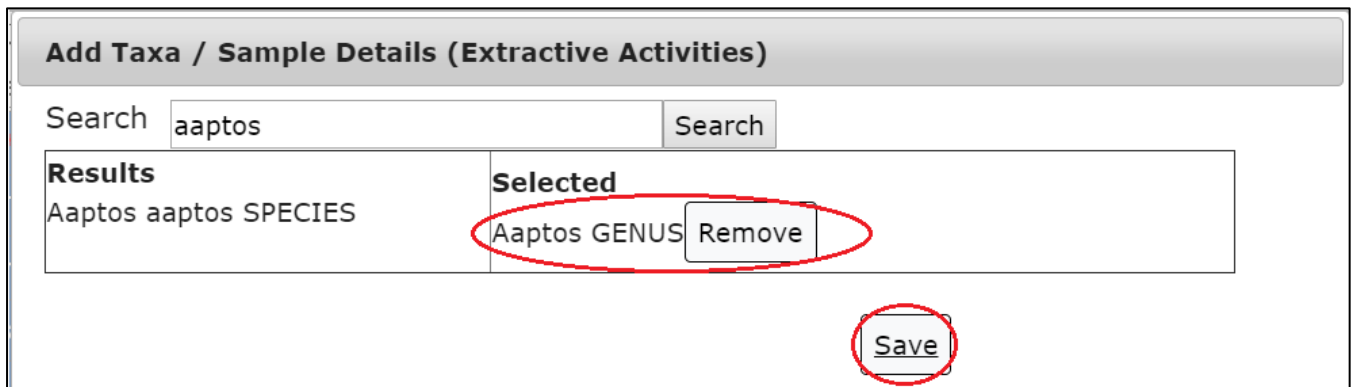 Add Taxa / Sample Details (Extractive Activities)
Search aaptos Search
Results
Aaptos aaptos SPECIES
Selected
Aaptos GENUS Remove
Save